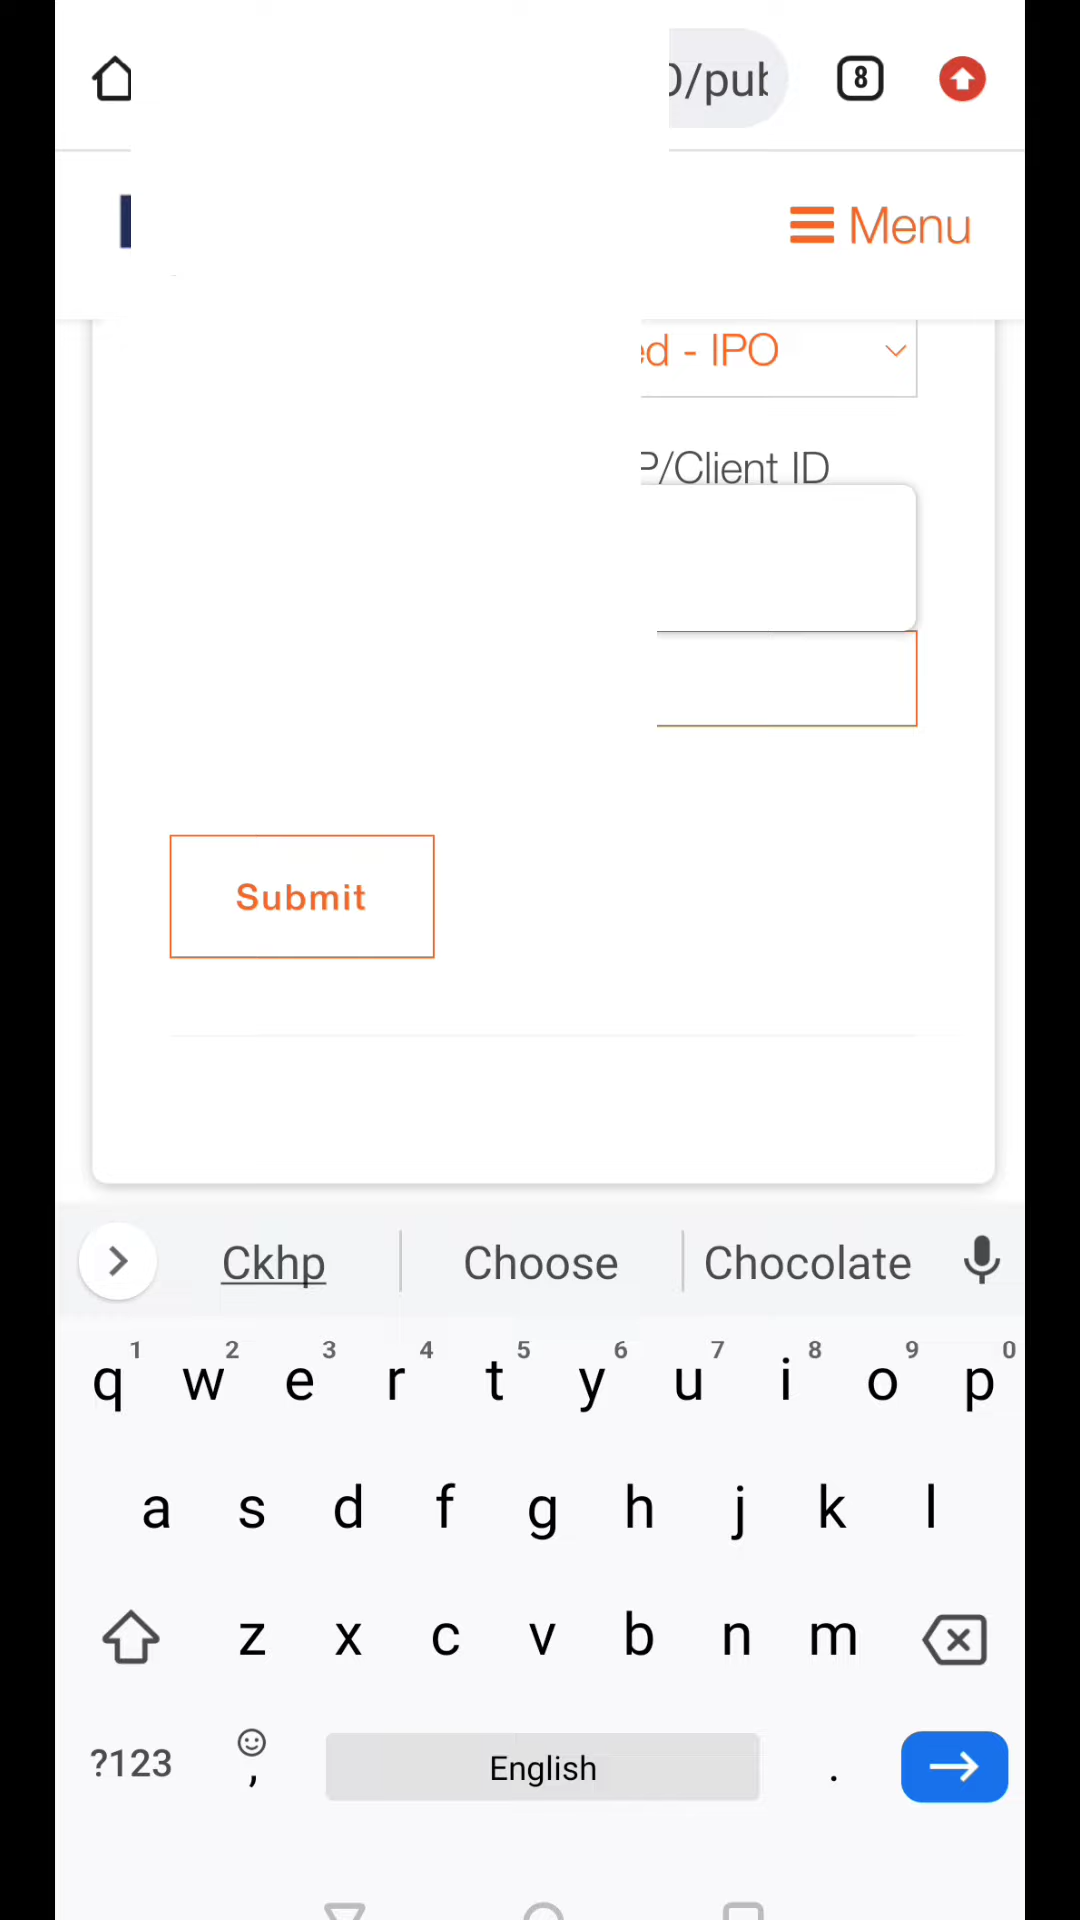 /pub
8
Menu
ed - IPO
P/Client ID
Submit
Ckhp Choose Chocolate
1 2 3 4 5 6 7 8 9 0
q w e r t y u i o p
a s d f g h j k l
z x c v b n m
?123 , English .